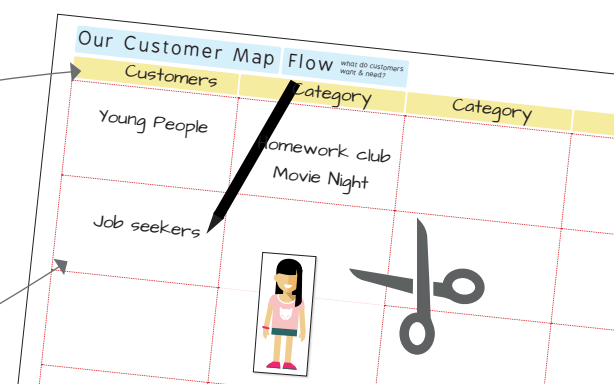 Our Customer Map
Flow
what do customers
want & need?
Customers
Category
Category
Young People
Homework club
Movie Night
Job seekers